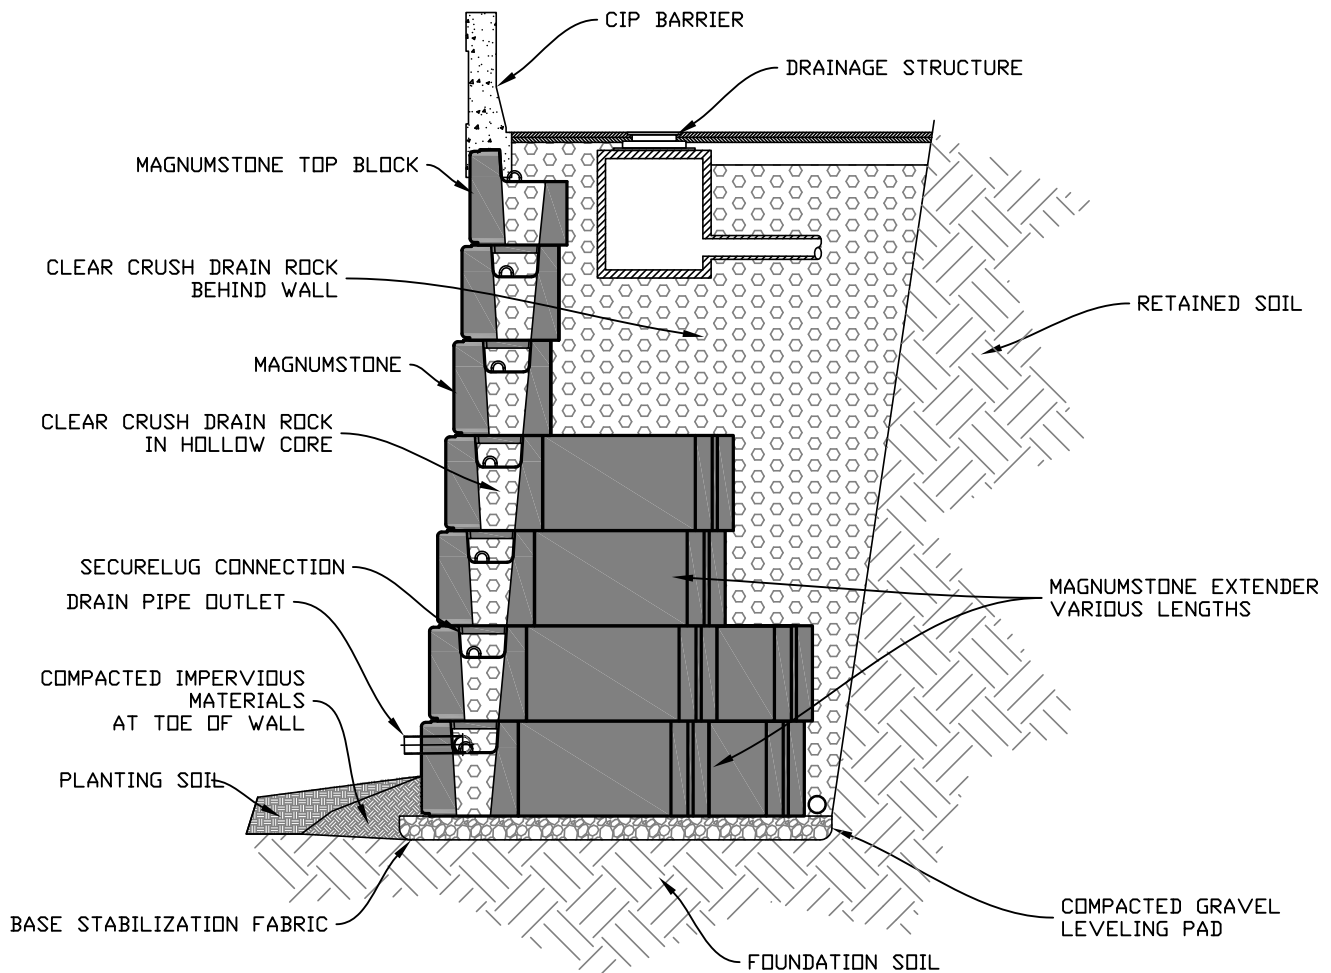 CIP BARRIER
DRAINAGE STRUCTURE
MAGNUMSTONE TOP BLOCK
CLEAR CRUSH DRAIN ROCK
BEHIND WALL
RETAINED SOIL
MAGNUMSTONE
CLEAR CRUSH DRAIN ROCK
IN HOLLOW CORE
SECURELUG CONNECTION
DRAIN PIPE OUTLET
MAGNUMSTONE EXTENDER
VARIOUS LENGTHS
COMPACTED IMPERVIOUS
MATERIALS
AT TOE OF WALL
PLANTING SOIL
BASE STABILIZATION FABRIC
COMPACTED GRAVEL
LEVELING PAD
FOUNDATION SOIL